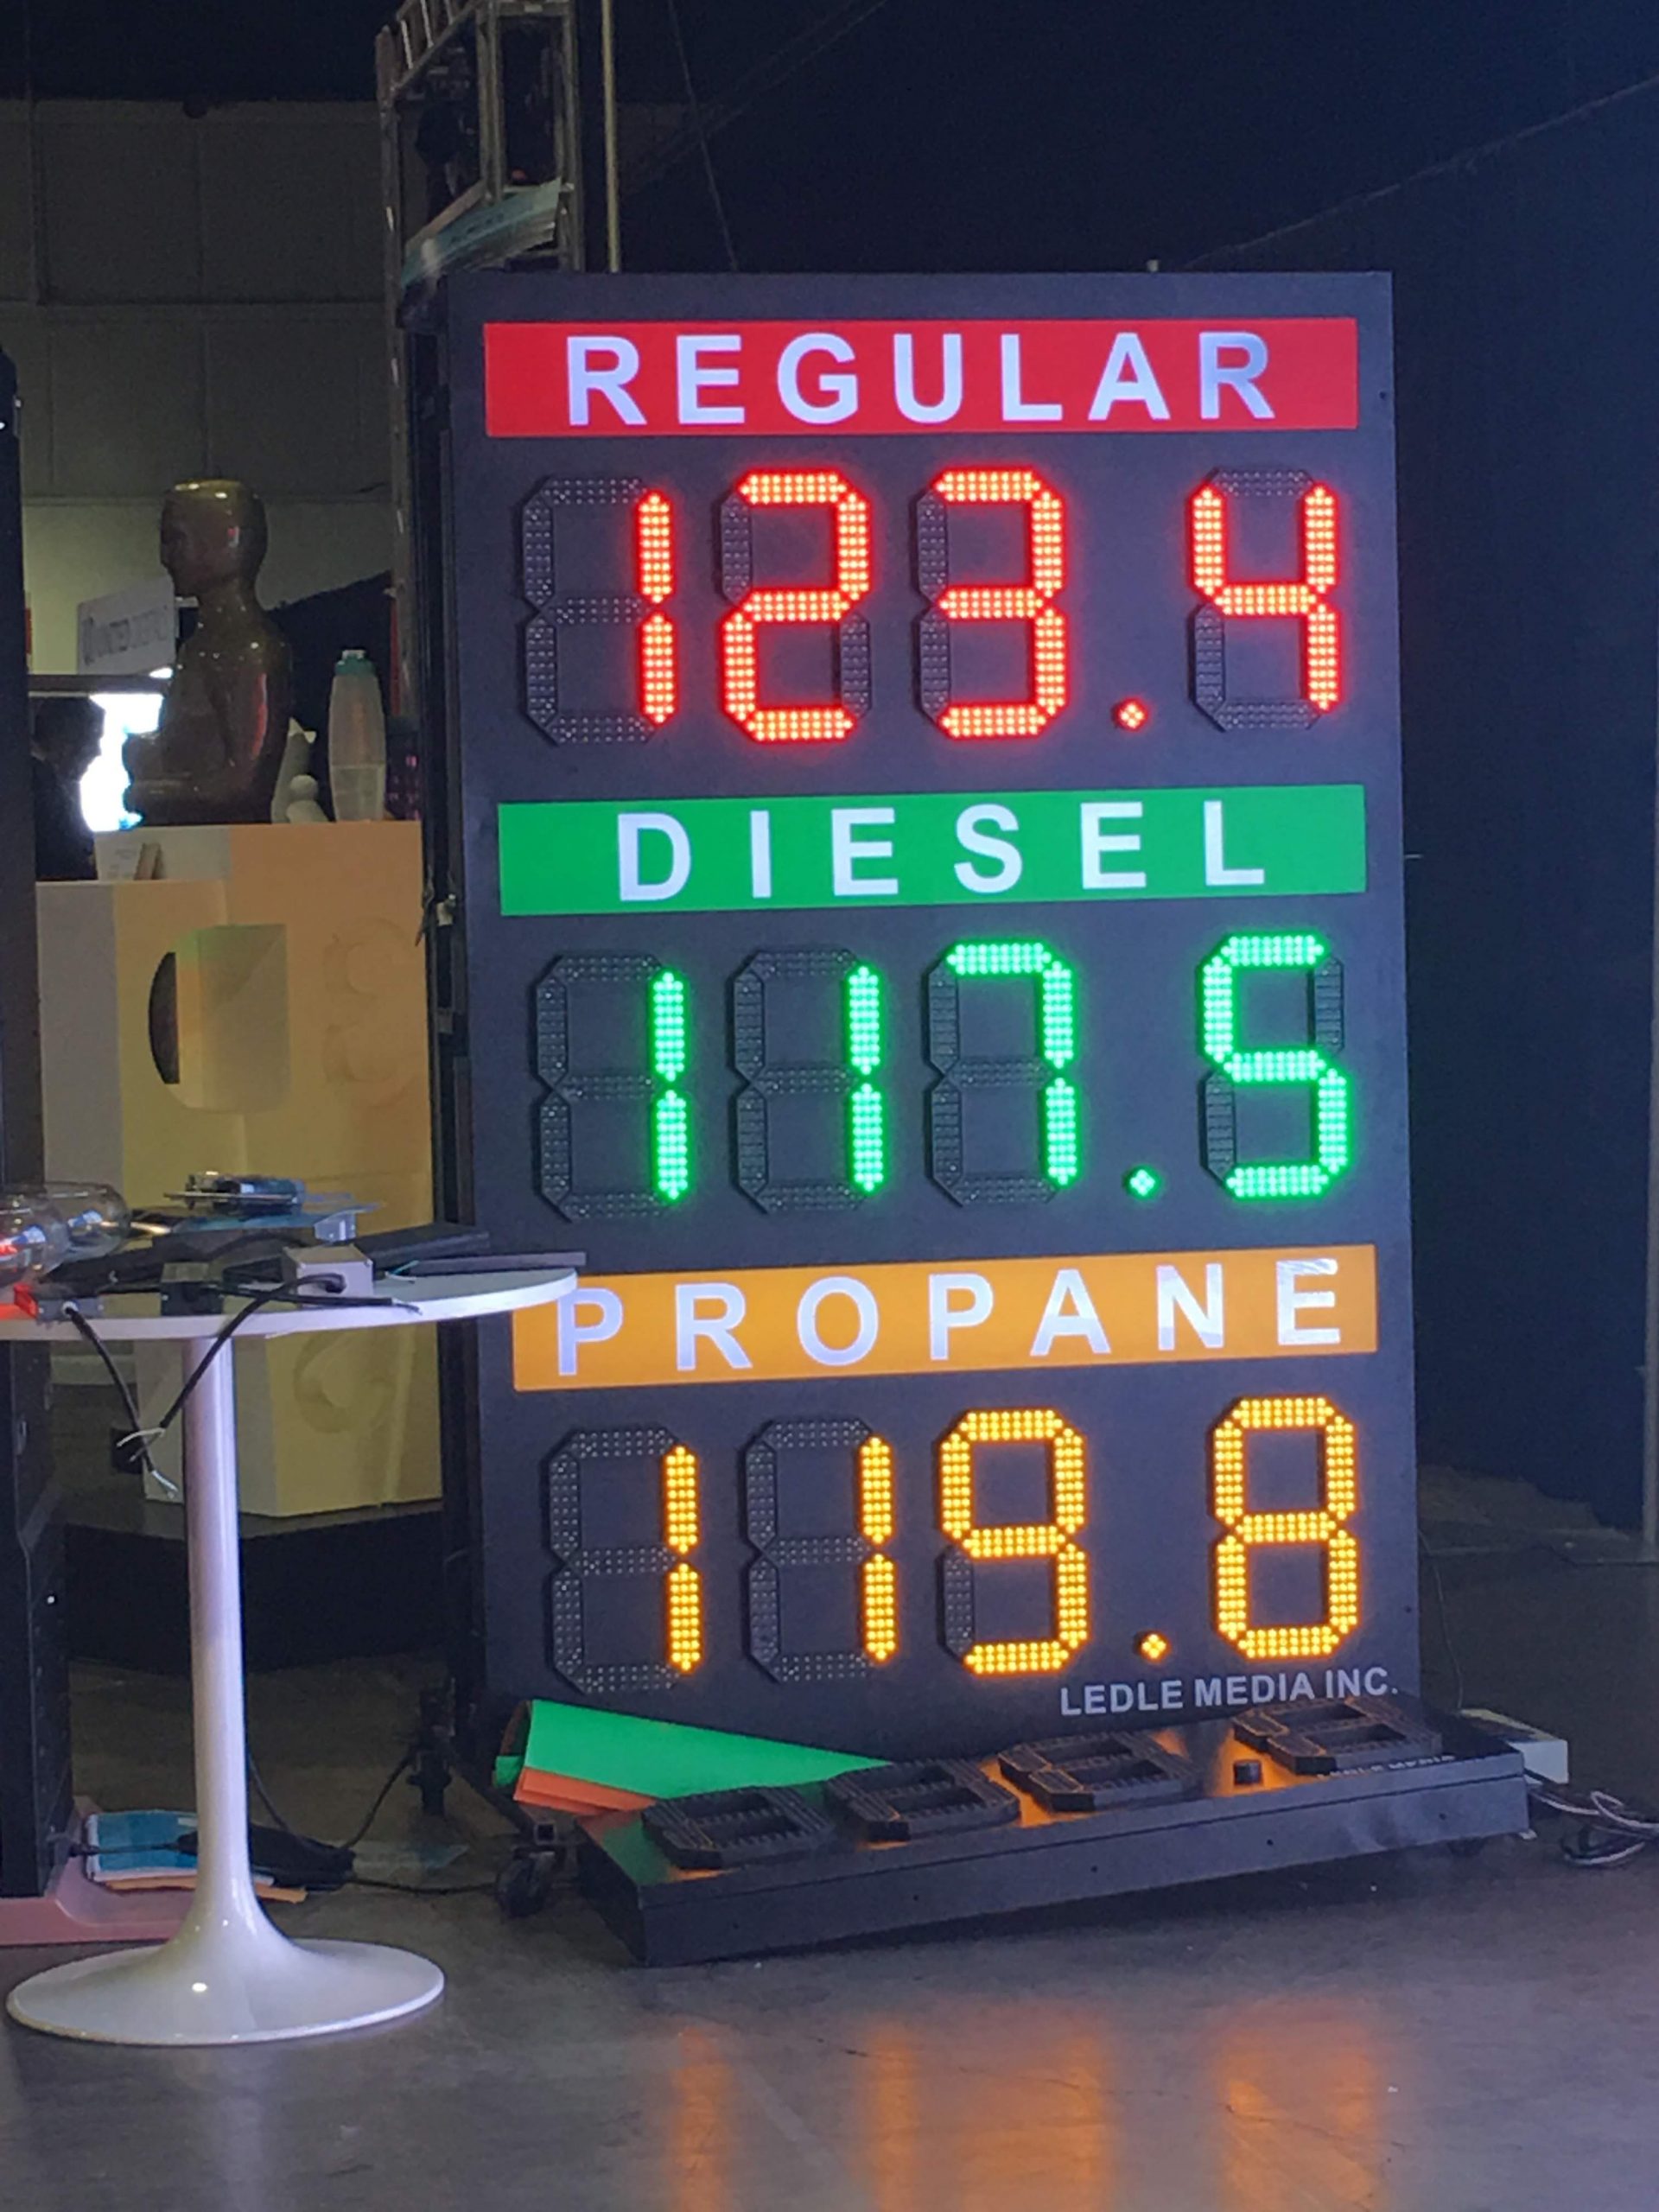 REGULAR
123.4
DIESEL
117.5
PROPANE
119.8
LEDLE MEDIA INC.